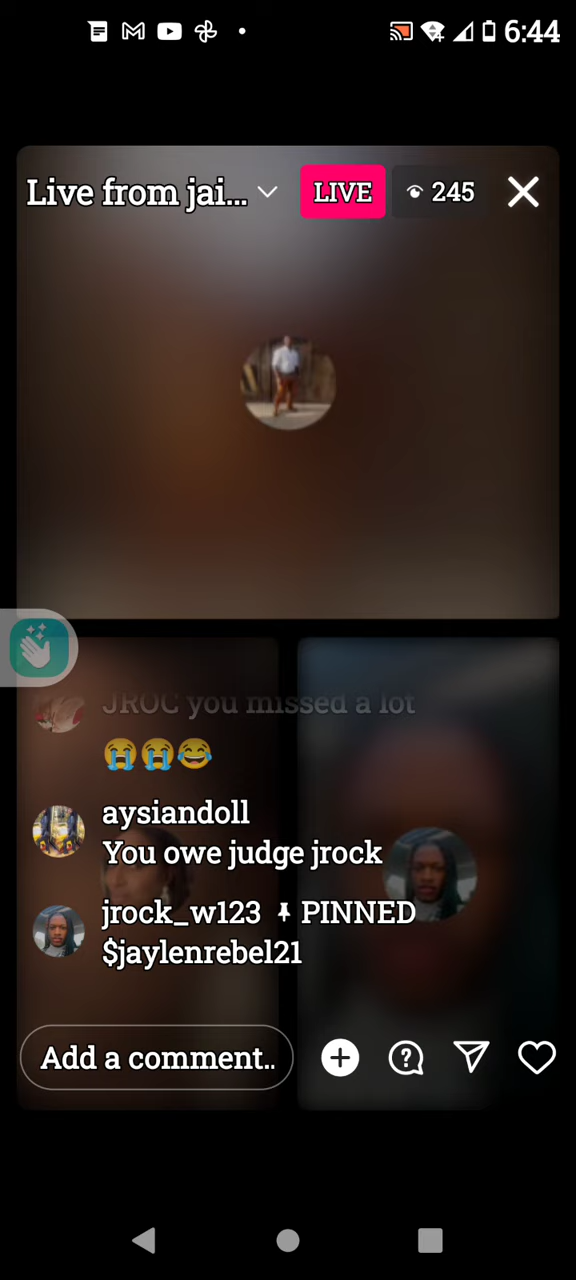 6:44
Live from jai...
LIVE
245
JROC you missed a lot
😭😭😂
aysiandoll
You owe judge jrock
jrock_w123 PINNED
$jaylenrebel21
Add a comment..